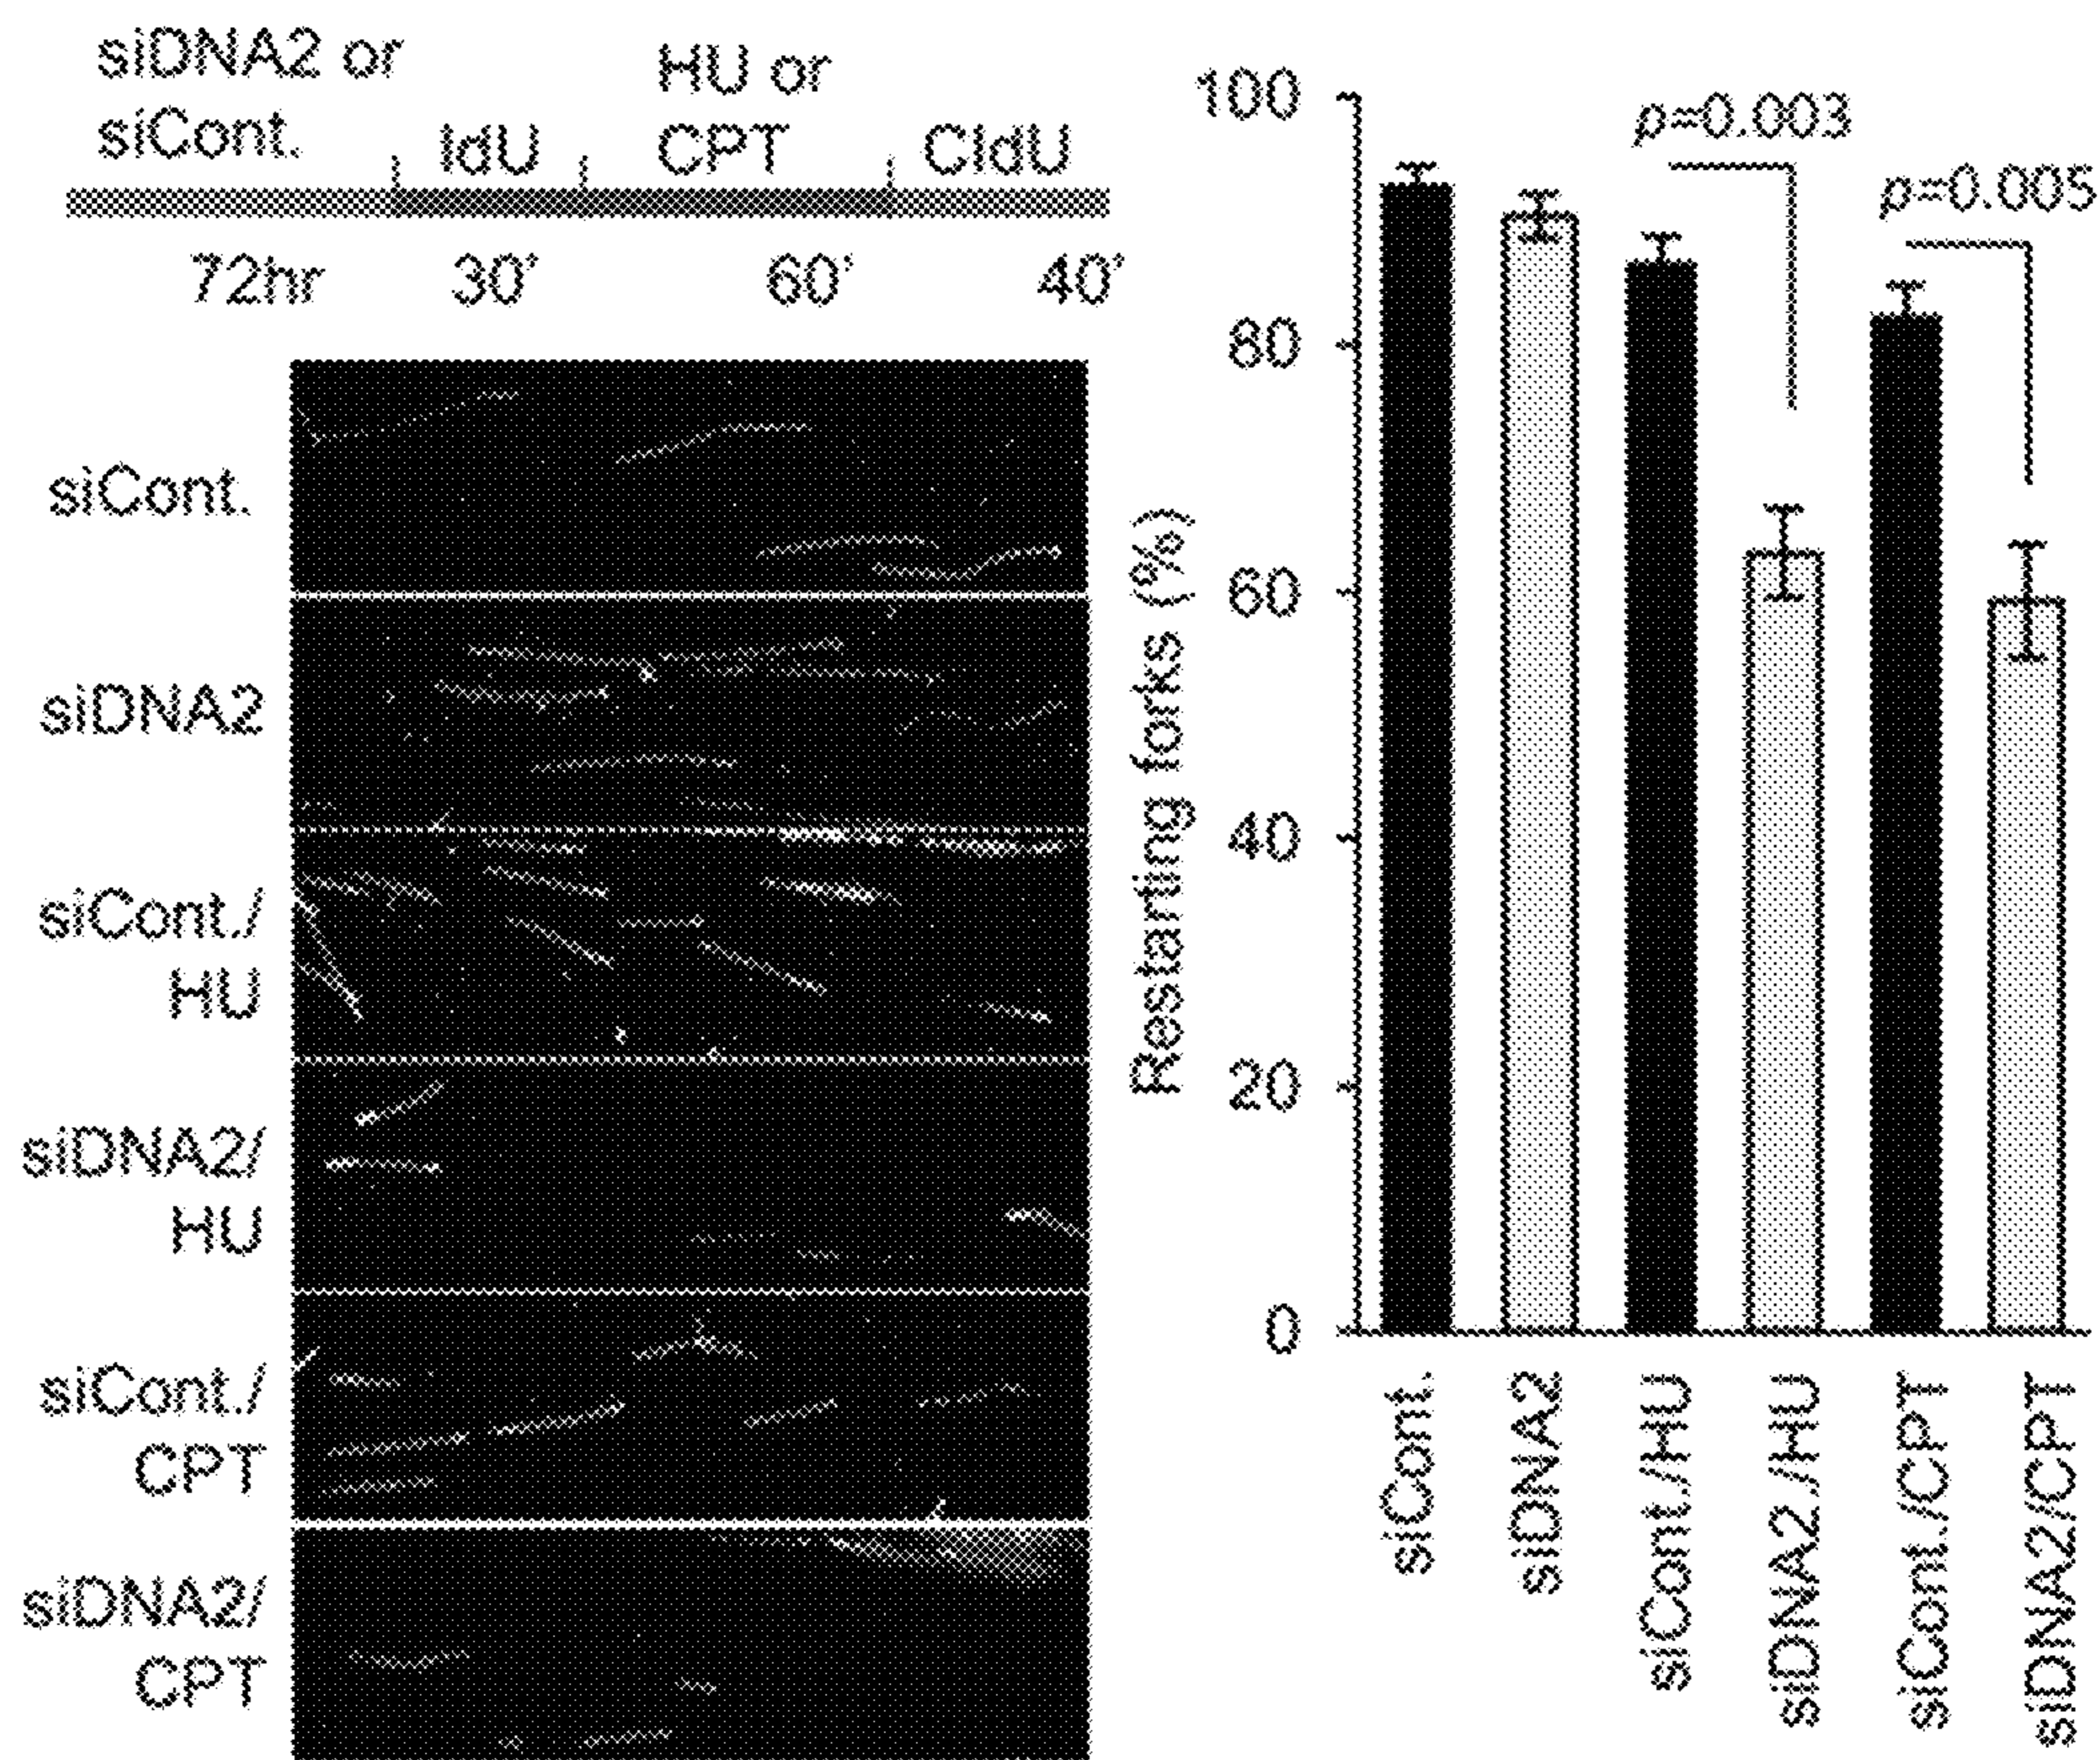 siDNA2 or
siCont.
IdU
HU or
CPT
CldU
72hr
30'
60'
40'
siCont.
siDNA2
siCont./
HU
siDNA2/
HU
siCont./
CPT
siDNA2/
CPT
Restarting forks (%)
100
80
60
40
20
0
p=0.003
p=0.005
siCont.
siDNA2
siCont./HU
siDNA2/HU
siCont./CPT
siDNA2/CPT